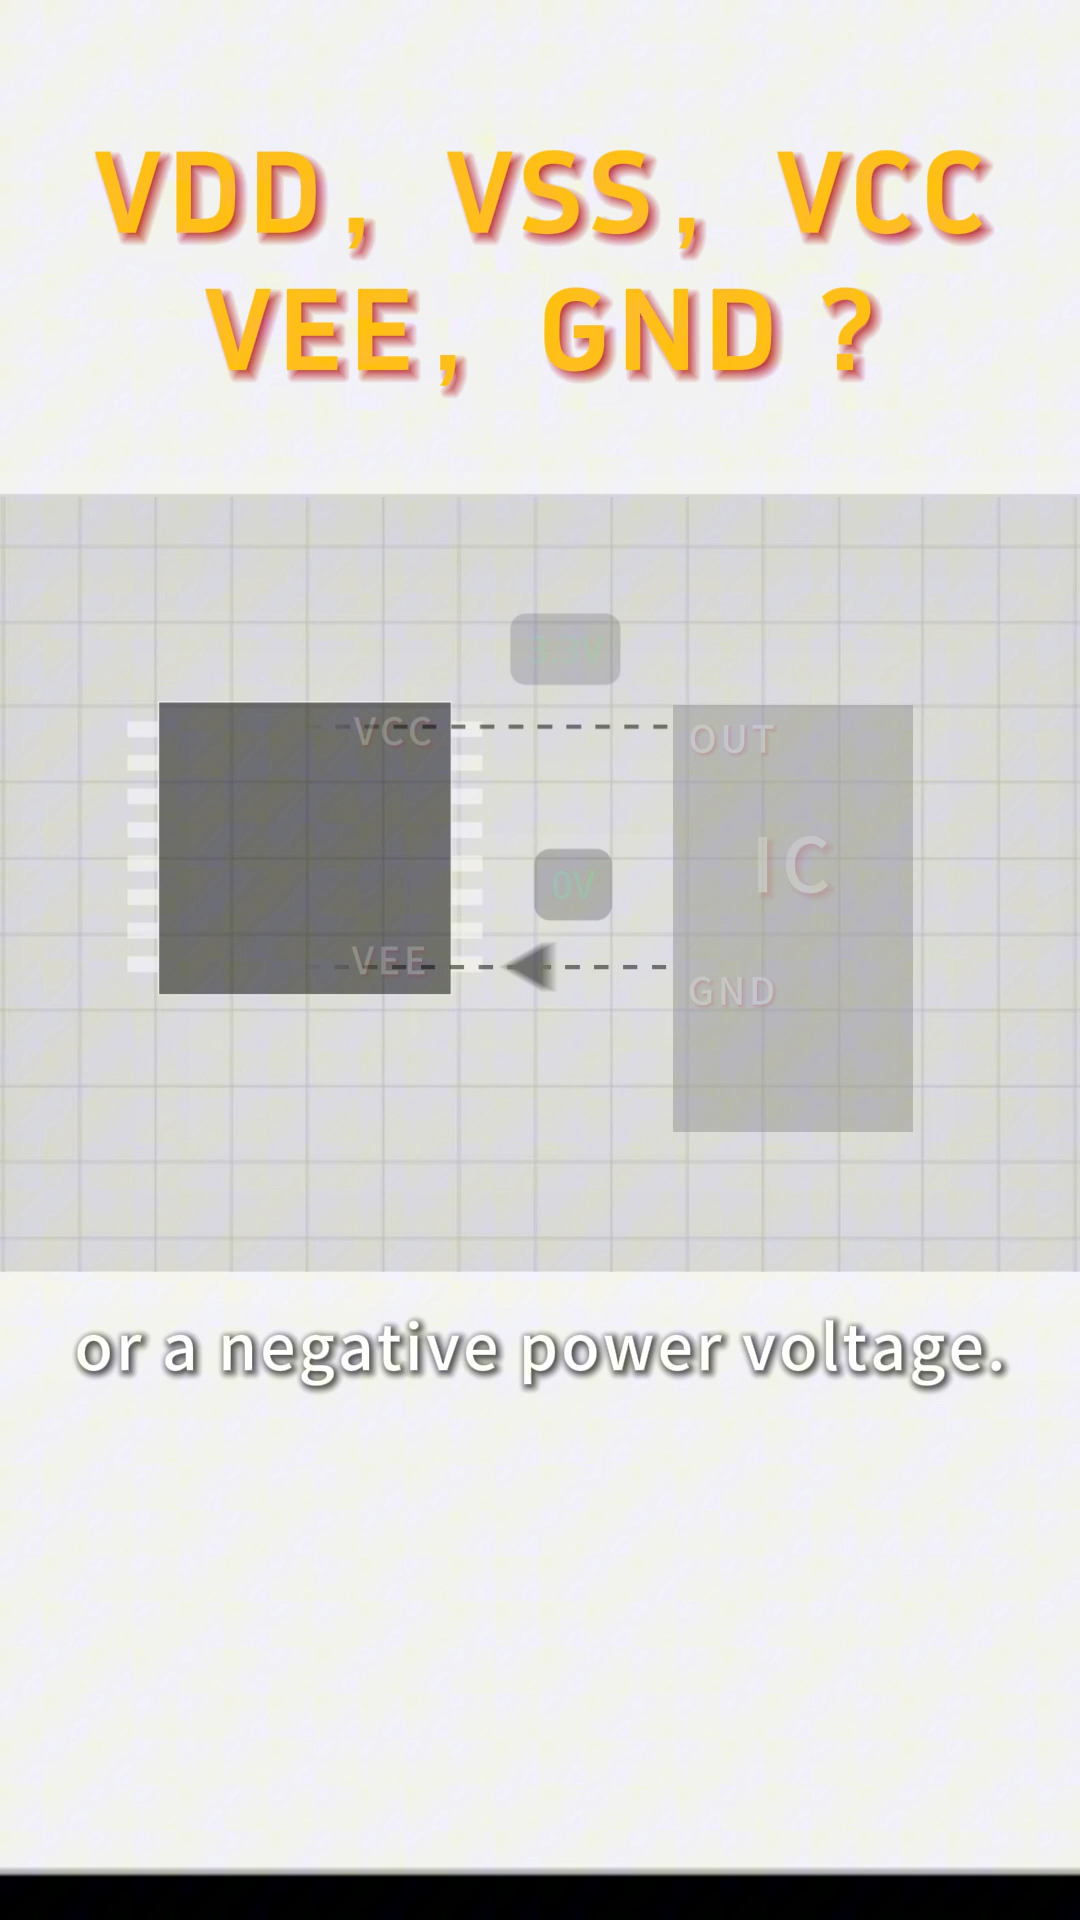 VDD, VSS, VCC
VEE, GND ?
VCC
OUT
IC
0V
VEE
GND
or a negative power voltage.